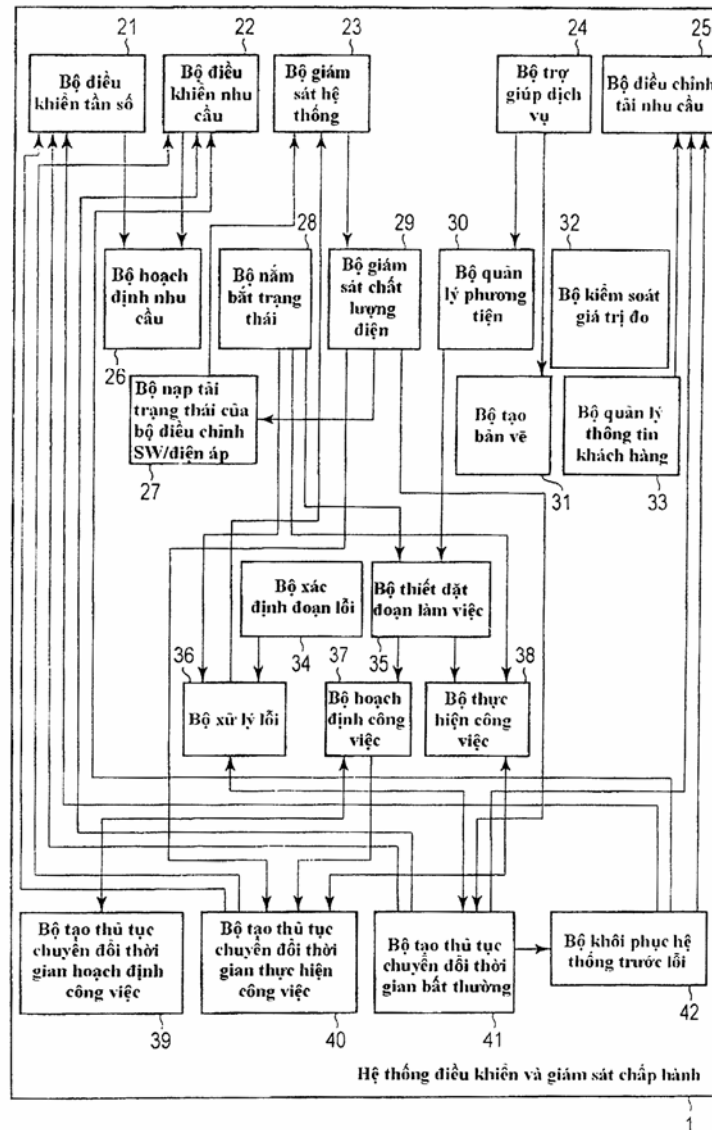 21
22
23
24
25
Bộ điều
khiển tần số
Bộ điều
khiển nhu
cầu
Bộ giám
sát hệ
thống
Bộ trợ
giúp dịch
vụ
Bộ điều chỉnh
tải nhu cầu
28
29
30
32
Bộ hoạch
định nhu
cầu
26
Bộ nắm
bắt trạng
thái
Bộ giám
sát chất
lượng
điện
Bộ quản
lý phương
tiện
Bộ kiểm soát
giá trị đo
Bộ nạp tải
trạng thái của
bộ điều chỉnh
SW/điện áp
27
Bộ tạo
bản vẽ
31
Bộ quản lý
thông tin
khách hàng
33
Bộ xác
định đoạn lỗi
34
Bộ thiết đặt
đoạn làm việc
35
36
37
38
Bộ xử lý lỗi
Bộ hoạch
định công
việc
Bộ thực
hiện công
việc
Bộ tạo thủ tục
chuyển đổi thời
gian hoạch định
công việc
39
Bộ tạo thủ tục
chuyển đổi thời
gian thực hiện
công việc
40
Bộ tạo thủ tục
chuyển đổi thời
gian bất thường
41
Bộ khôi phục hệ
thống trước lỗi
42
Hệ thống điều khiển và giám sát chấp hành
1